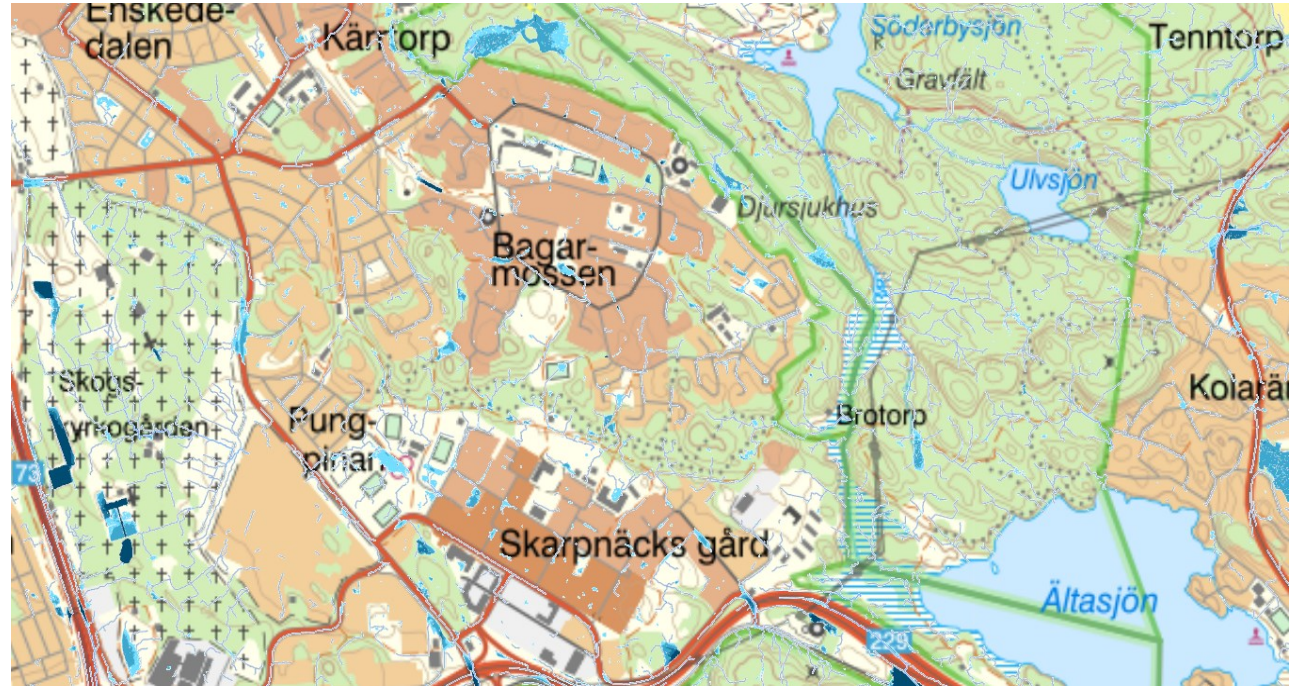 Enskede-
dalen
Kärrtorp
Söderbysjön
Tenntorp
Gravfält
Ulvsjön
Djursjukhus
Bagar-
mossen
Skogs-
kyrkogården
Pung-
pinan
Brotorp
73
Skarpnäcks gård
Ältasjön
229